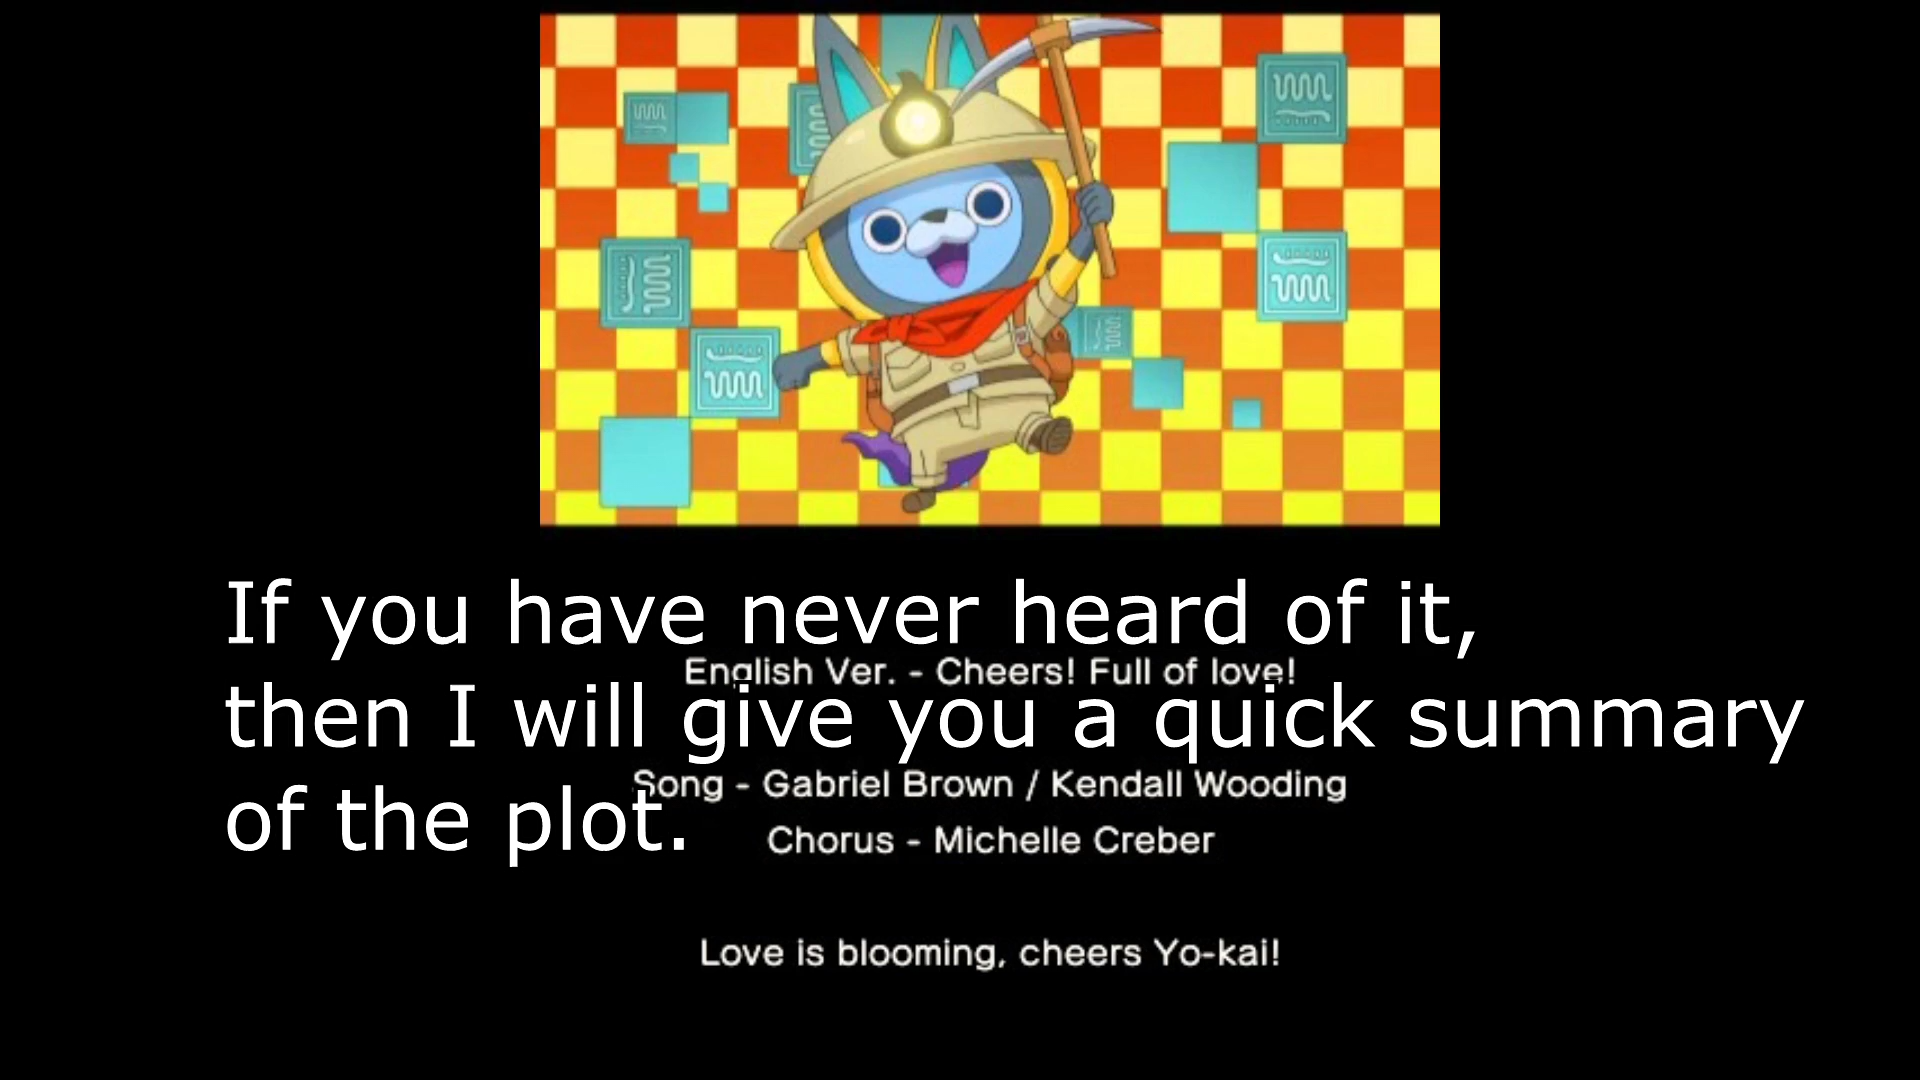 If you have never heard of it,
English Ver. - Cheers! Full of love!
then I will give you a quick summary
Song - Gabriel Brown / Kendall Wooding
of the plot.
Chorus - Michelle Creber
Love is blooming, cheers Yo-kai!